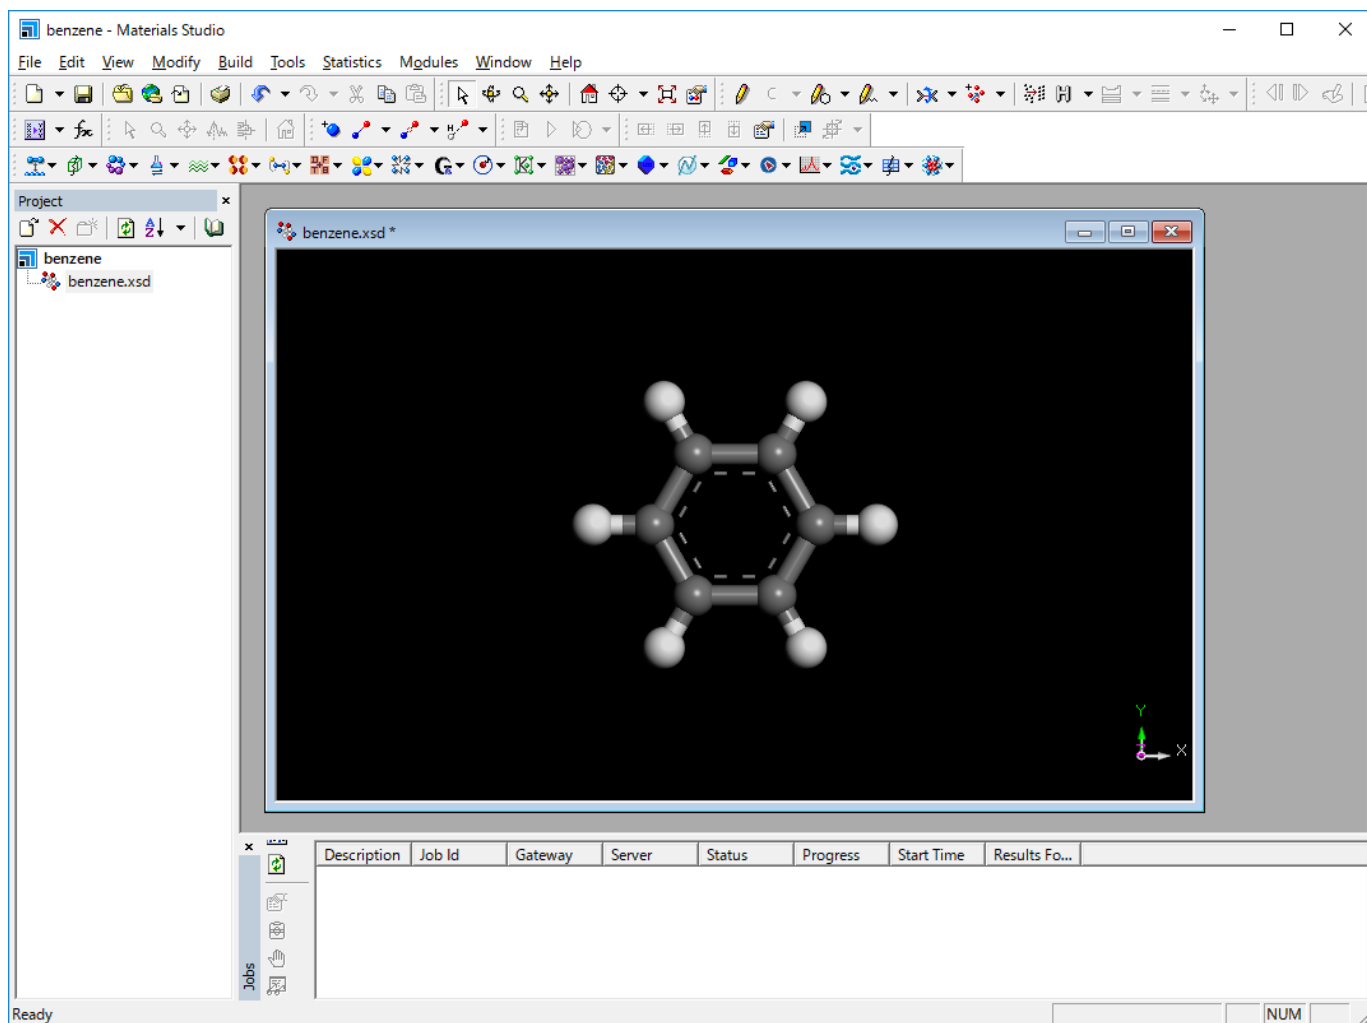 benzene - Materials Studio
File Edit View Modify Build Tools Statistics Modules Window Help
Project
benzene
benzene.xsd
benzene.xsd *
Y
X
Description Job Id Gateway Server Status Progress Start Time Results Fo...
Jobs
Ready
NUM